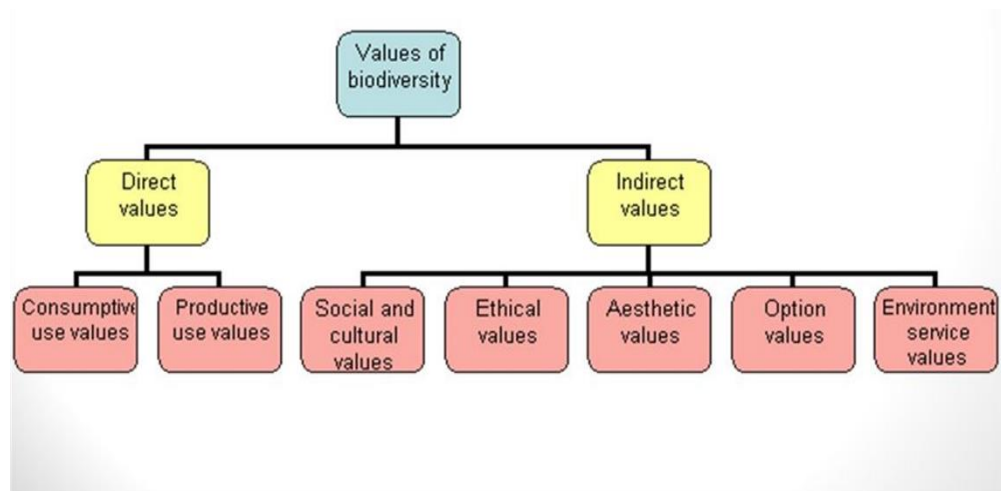 Values of
biodiversity
Direct
values
Indirect
values
Consumptive
use values
Productive
use values
Social and
cultural
values
Ethical
values
Aesthetic
values
Option
values
Environment
service
values